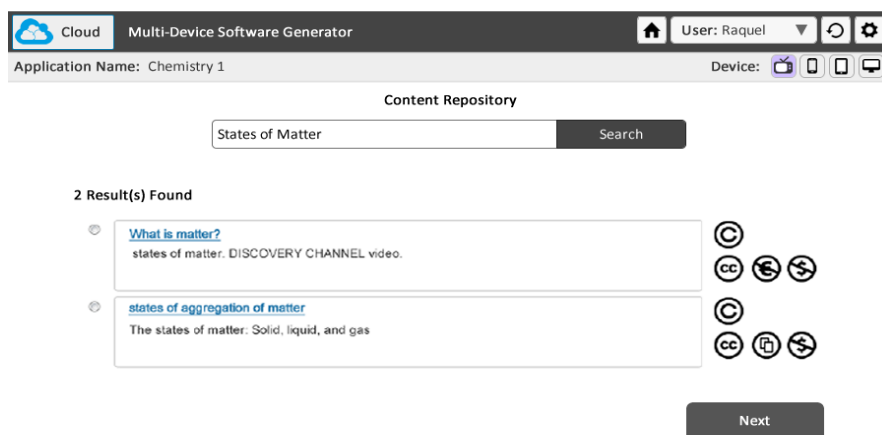 Cloud Multi-Device Software Generator User: Raquel
Application Name: Chemistry 1 Device:
Content Repository
States of Matter Search
2 Result(s) Found
What is matter?
states of matter. DISCOVERY CHANNEL video.
states of aggregation of matter
The states of matter: Solid, liquid, and gas
Next